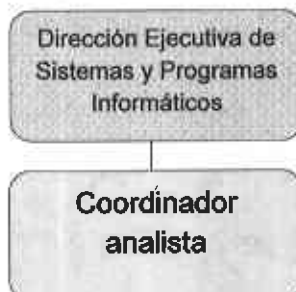 Dirección Ejecutiva de
Sistemas y Programas
Informáticos
Coordinador
analista